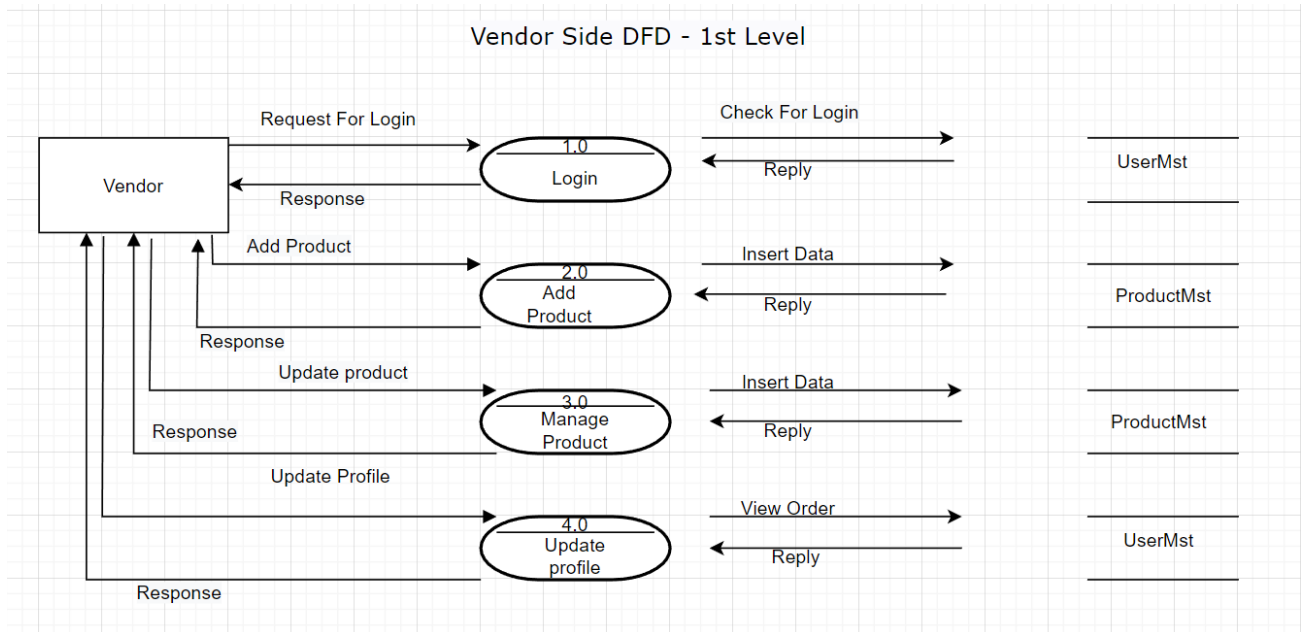 Vendor Side DFD - 1st Level
Request For Login
Check For Login
1.0
Login
Reply
UserMst
Vendor
Response
Add Product
Insert Data
2.0
Add
Product
Reply
ProductMst
Response
Update product
Insert Data
3.0
Manage
Product
Reply
ProductMst
Response
Update Profile
View Order
4.0
Update
profile
Reply
UserMst
Response